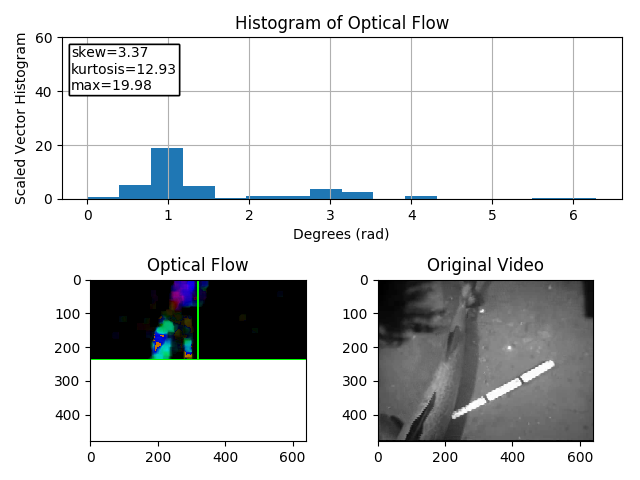 Histogram of Optical Flow
skew=3.37
kurtosis=12.93
max=19.98
Scaled Vector Histogram
60
40
20
0
0 1 2 3 4 5 6
Degrees (rad)
Optical Flow
0
100
200
300
400
0 200 400 600
Original Video
0
100
200
300
400
0 200 400 600